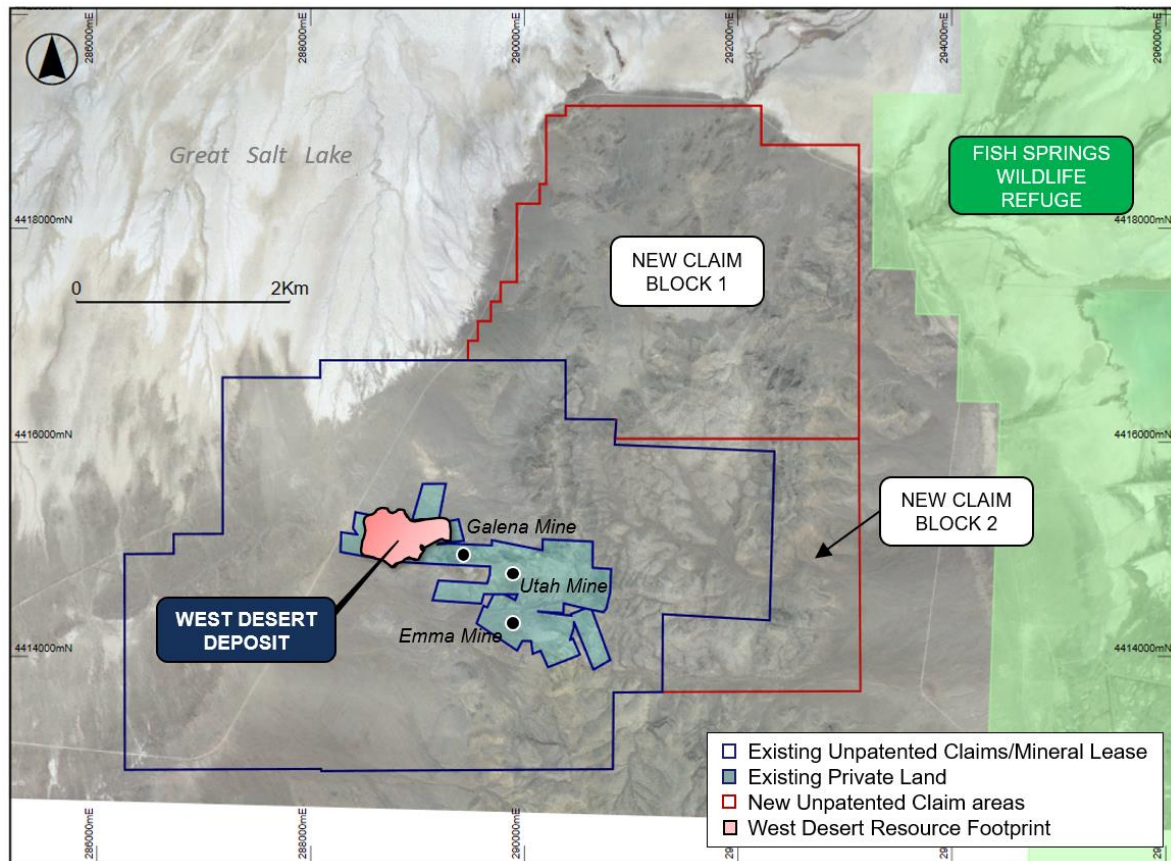 286000mE
288000mE
290000mE
292000mE
294000mE
296000mE
Great Salt Lake
FISH SPRINGS
WILDLIFE
REFUGE
4418000mN
4418000mN
NEW CLAIM
BLOCK 1
0 2Km
4416000mN
4416000mN
NEW CLAIM
BLOCK 2
Galena Mine
Utah Mine
WEST DESERT
DEPOSIT
Emma Mine
4414000mN
4414000mN
Existing Unpatented Claims/Mineral Lease
Existing Private Land
New Unpatented Claim areas
West Desert Resource Footprint
286000mE
288000mE
290000mE